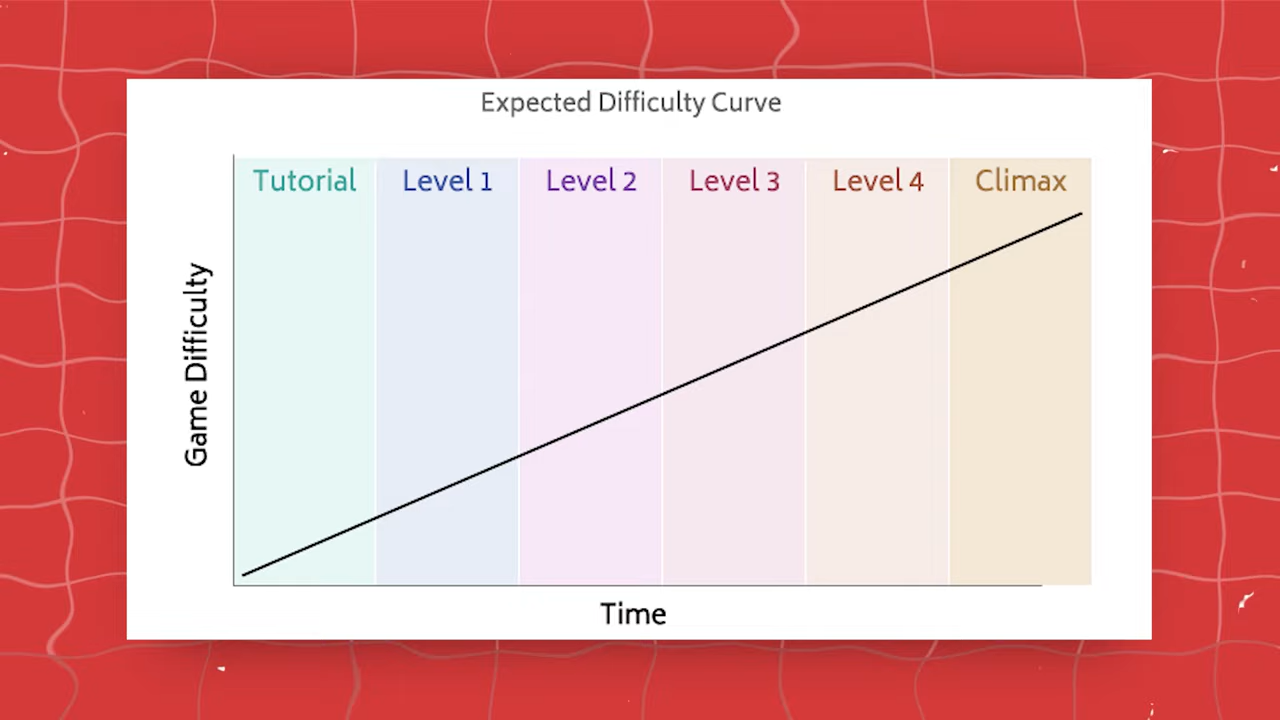 Expected Difficulty Curve
Tutorial
Level 1
Level 2
Level 3
Level 4
Climax
Game Difficulty
Time